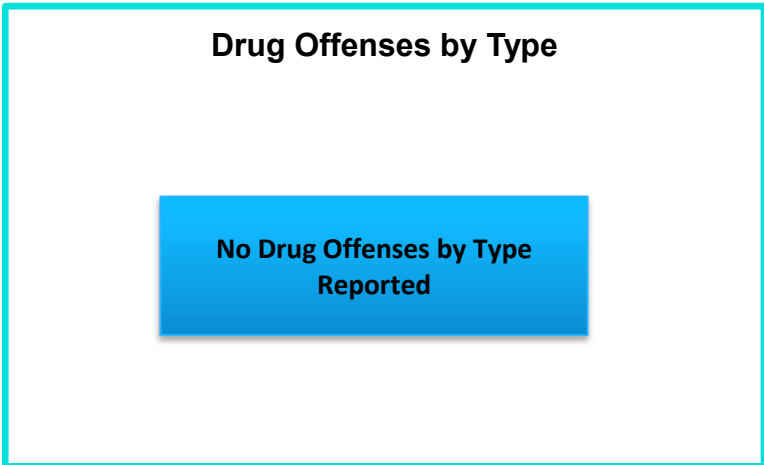 Drug Offenses by Type
No Drug Offenses by Type
Reported